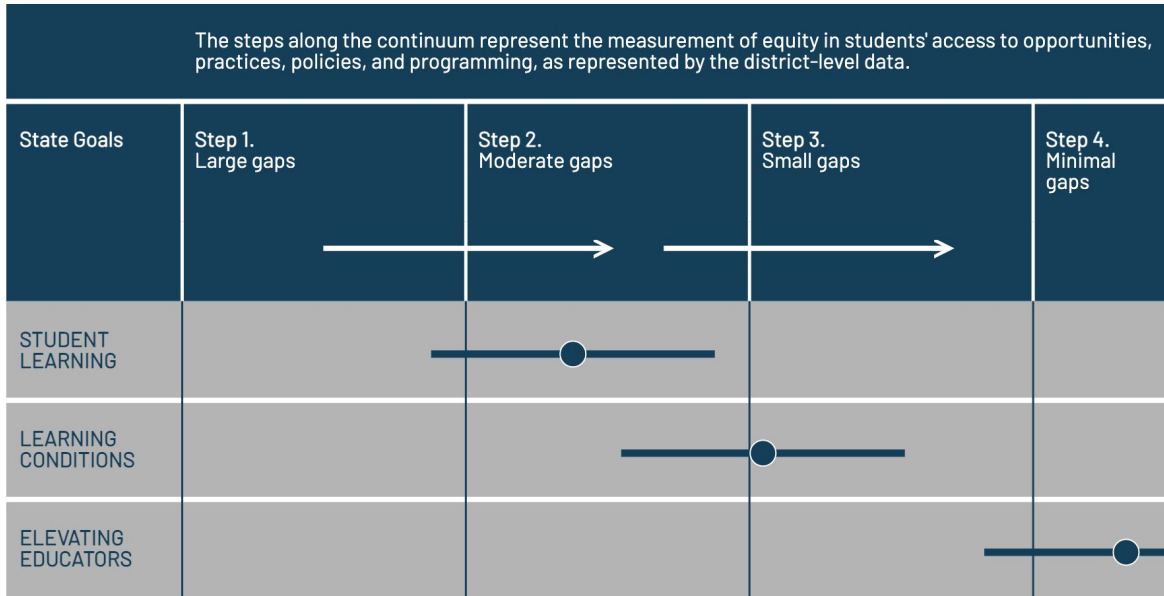 The steps along the continuum represent the measurement of equity in students' access to opportunities,
practices, policies, and programming, as represented by the district-level data.
State Goals
Step 1.
Large gaps
Step 2.
Moderate gaps
Step 3.
Small gaps
Step 4.
Minimal
gaps
STUDENT
LEARNING
LEARNING
CONDITIONS
ELEVATING
EDUCATORS